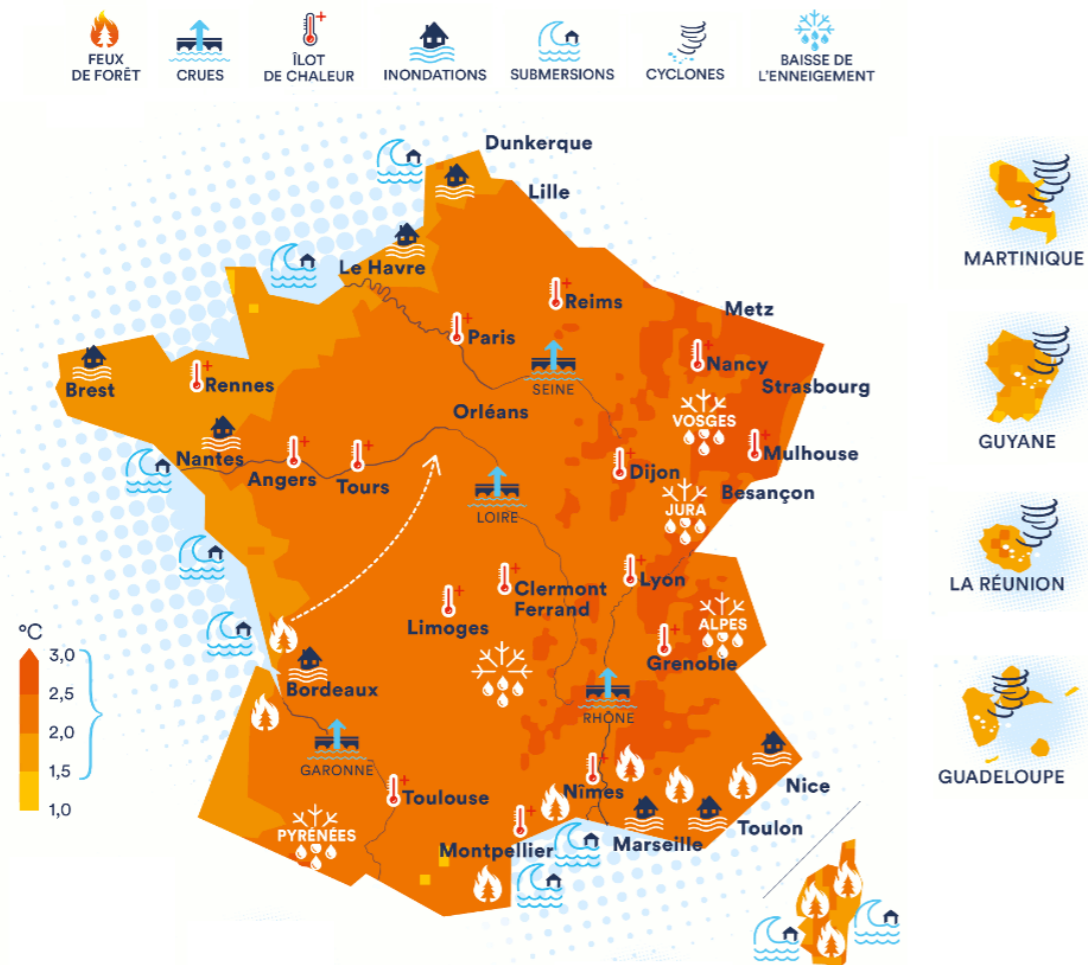 FEUX
DE FORÊT
CRUES
ÎLOT
DE CHALEUR
INONDATIONS
SUBMERSIONS
CYCLONES
BAISSE DE
L'ENNEIGEMENT
Dunkerque
Lille
Le Havre
Reims
Metz
Paris
Nancy
Brest
Rennes
SEINE
Strasbourg
Orléans
VOSGES
Nantes
Mulhouse
Angers
Tours
Dijon
Besançon
LOIRE
JURA
Clermont
Ferrand
Lyon
Limoges
ALPES
Grenoble
°C
3,0
2,5
2,0
1,5
1,0
Bordeaux
RHÔNE
GARONNE
Toulouse
Nîmes
Nice
PYRÉNÉES
Montpellier
Marseille
Toulon
MARTINIQUE
GUYANE
LA RÉUNION
GUADELOUPE